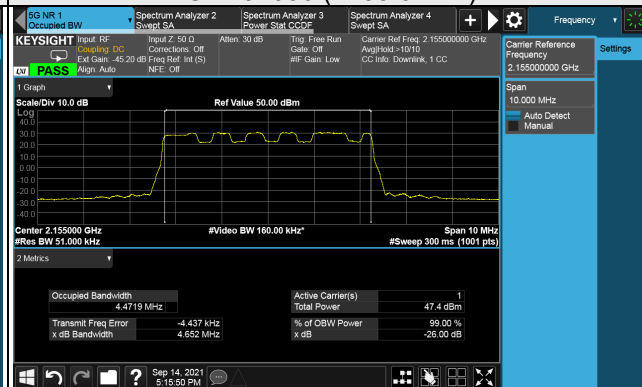 5G NR 1
Occupied BW
Spectrum Analyzer 2
Swept SA
Spectrum Analyzer 3
Power Stat CCDF
Spectrum Analyzer 4
Swept SA
Frequency
KEYSIGHT
Input: RF
Coupling: DC
Ext Gain: -45.20 dB
Align: Auto
Input Z: 50 Ω
Corrections: Off
Freq Ref: Int (S)
NFE: Off
Atten: 30 dB
Trig: Free Run
Gate: Off
#IF Gain: Low
Carrier Ref Freq: 2.155000000 GHz
Avg|Hold:>10/10
CC Info: Downlink, 1 CC
LXI
PASS
Carrier Reference
Frequency
2.155000000 GHz
Settings
Span
10.000 MHz
Auto Detect
Manual
1 Graph
Scale/Div 10.0 dB
Ref Value 50.00 dBm
Log
40.0
30.0
20.0
10.0
0.00
-10.0
-20.0
-30.0
-40.0
Center 2.155000 GHz
#Video BW 160.00 kHz*
Span 10 MHz
#Res BW 51.000 kHz
#Sweep 300 ms (1001 pts)
2 Metrics
Occupied Bandwidth
4.4719 MHz
Active Carrier(s) 1
Total Power 47.4 dBm
Transmit Freq Error -4.437 kHz
x dB Bandwidth 4.652 MHz
% of OBW Power 99.00 %
x dB -26.00 dB
Sep 14, 2021
5:15:50 PM